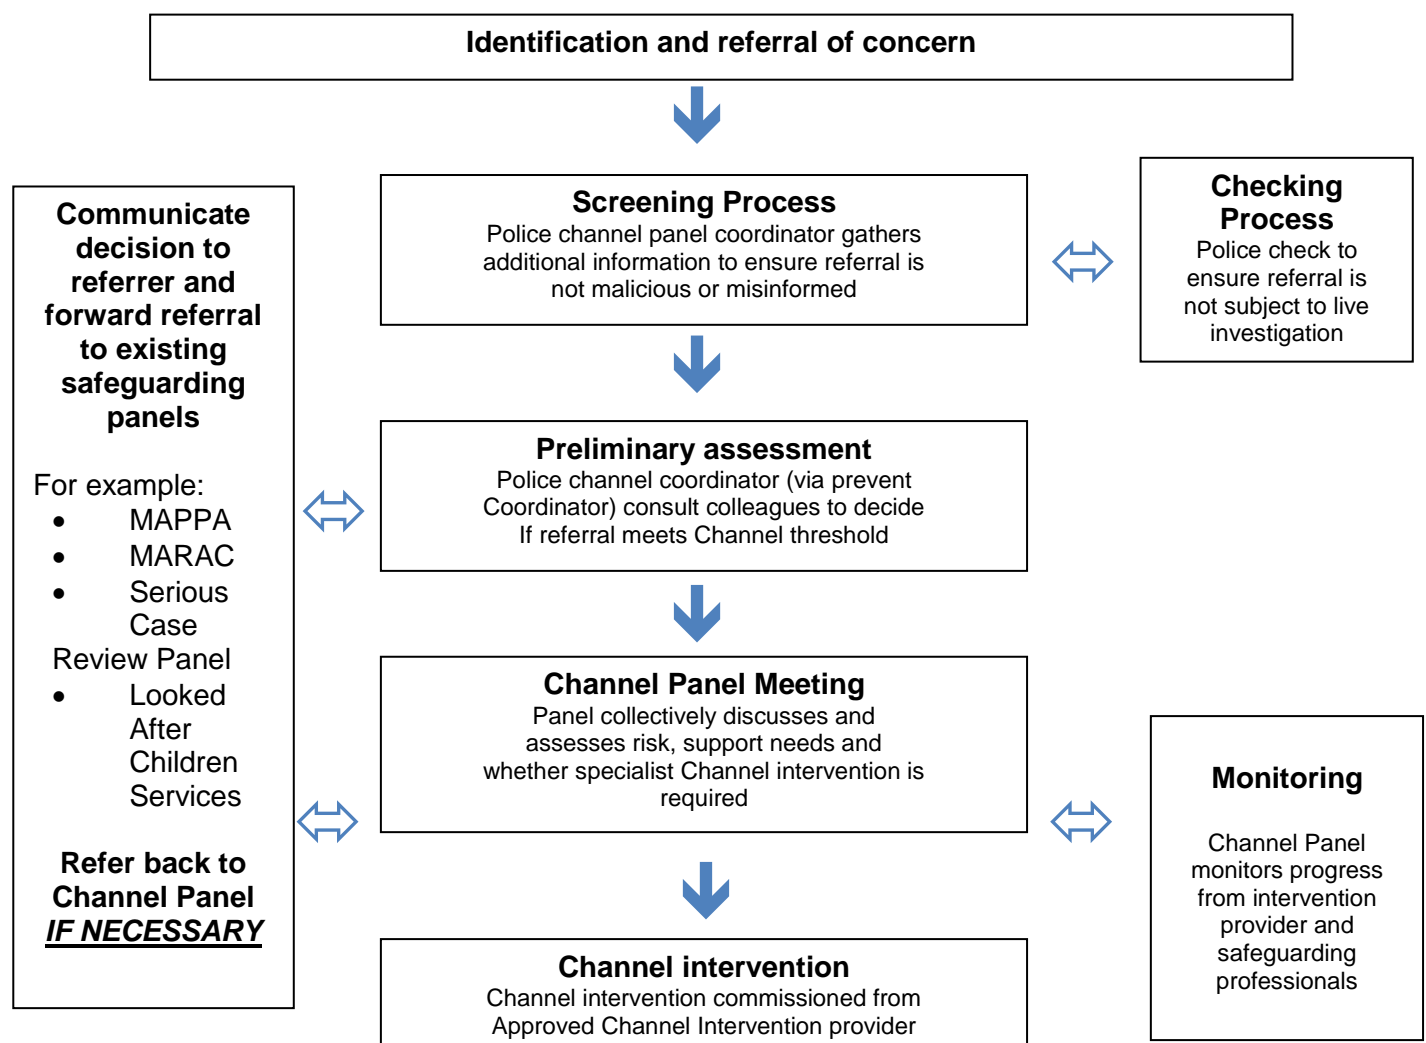 Identification and referral of concern
Screening Process
Police channel panel coordinator gathers
additional information to ensure referral is
not malicious or misinformed
Checking
Process
Police check to
ensure referral is
not subject to live
investigation
Communicate
decision to
referrer and
forward referral
to existing
safeguarding
panels
For example:
• MAPPA
• MARAC
• Serious
Case
Review Panel
• Looked
After
Children
Services
Refer back to
Channel Panel
IF NECESSARY
Preliminary assessment
Police channel coordinator (via prevent
Coordinator) consult colleagues to decide
If referral meets Channel threshold
Channel Panel Meeting
Panel collectively discusses and
assesses risk, support needs and
whether specialist Channel intervention is
required
Monitoring
Channel Panel
monitors progress
from intervention
provider and
safeguarding
professionals
Channel intervention
Channel intervention commissioned from
Approved Channel Intervention provider